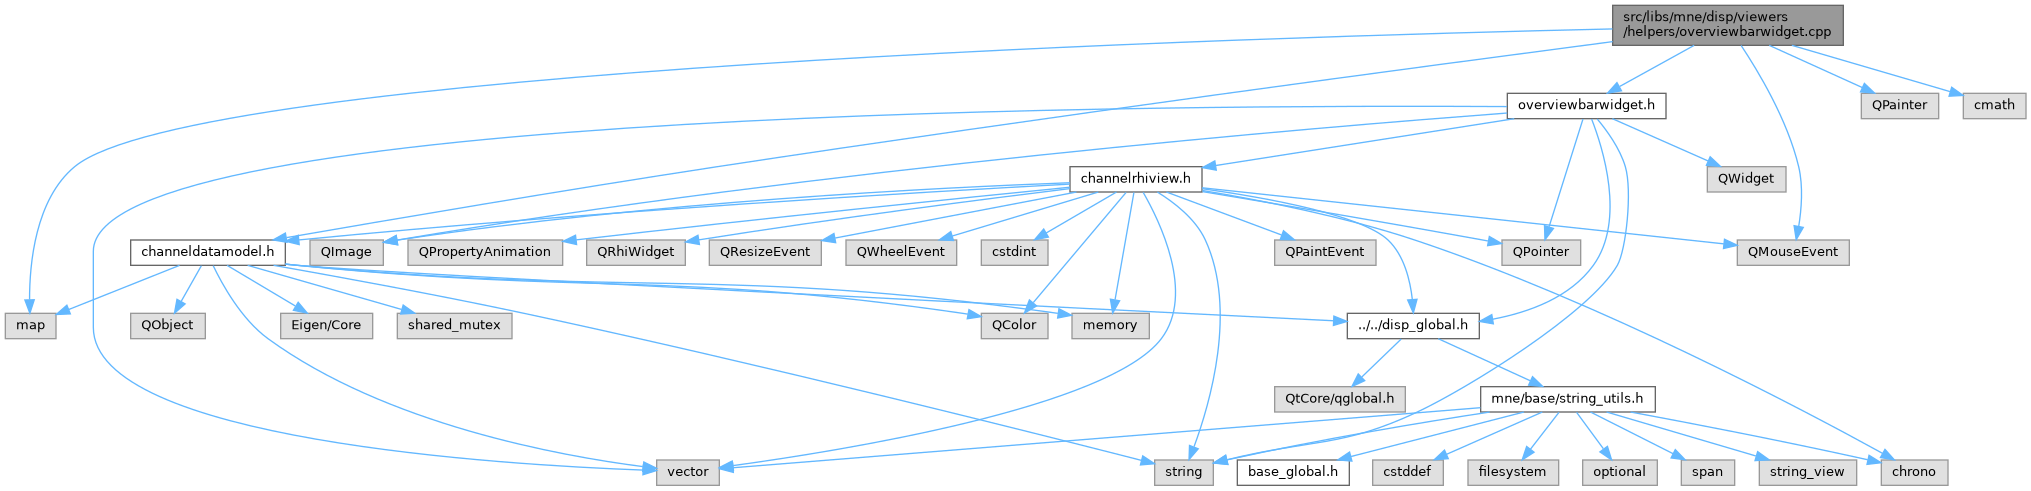 src/libs/mne/disp/viewers
/helpers/overviewbarwidget.cpp
overviewbarwidget.h
QPainter
cmath
channelrhiview.h
QWidget
channeldatamodel.h
QImage
QPropertyAnimation
QRhiWidget
QResizeEvent
QWheelEvent
cstdint
QPaintEvent
QPointer
QMouseEvent
map
QObject
Eigen/Core
shared_mutex
QColor
memory
../../disp_global.h
QtCore/qglobal.h
mne/base/string_utils.h
vector
string
base_global.h
cstddef
filesystem
optional
span
string_view
chrono